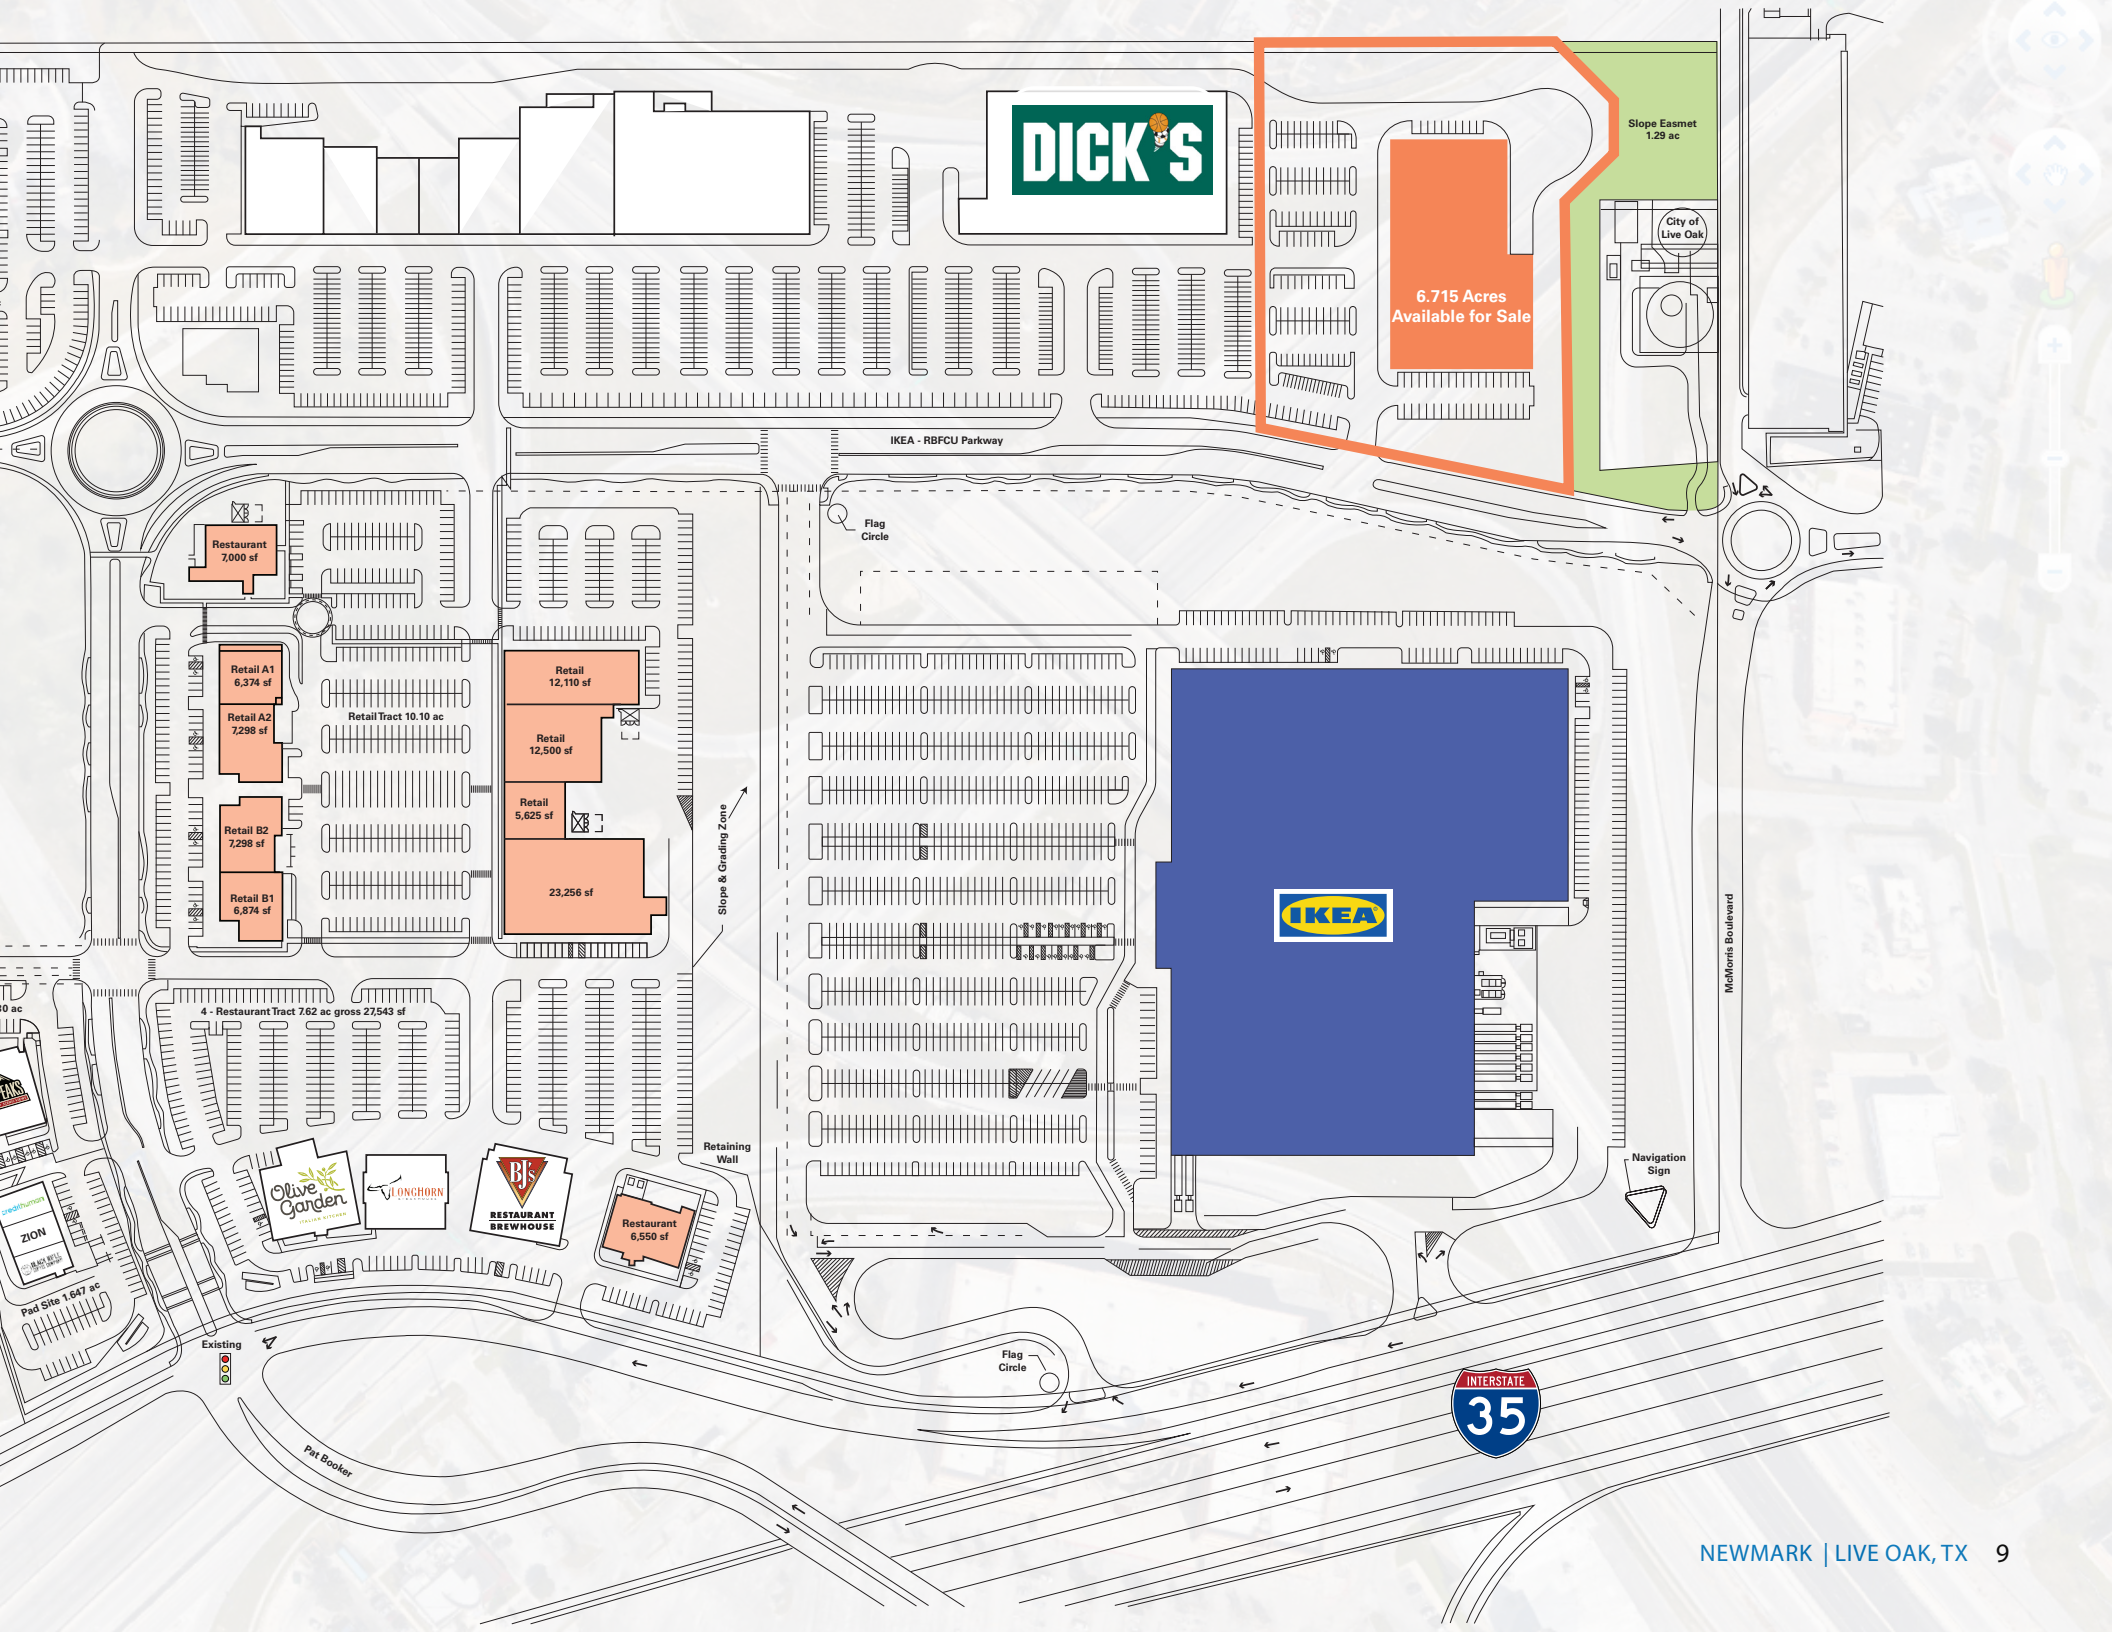 DICK'S
Slope Easmet
1.29 ac
City of
Live Oak
6.715 Acres
Available for Sale
IKEA - RBFCU Parkway
Flag
Circle
Restaurant
7,000 sf
Retail A1
6,374 sf
Retail A2
7,298 sf
Retail Tract 10.10 ac
Retail
12,110 sf
Retail
12,500 sf
Retail
5,625 sf
Retail B2
7,298 sf
Retail B1
6,874 sf
23,256 sf
Slope & Grading Zone
IKEA
McMorris Boulevard
4 - Restaurant Tract 7.62 ac gross 27,543 sf
Retaining
Wall
Navigation
Sign
Olive
Garden
ITALIAN KITCHEN
LONGHORN
BJ's
RESTAURANT
BREWHOUSE
Restaurant
6,550 sf
credithuman
ZION
Pad Site 1.647 ac
Existing
Flag
Circle
INTERSTATE
35
Pat Booker
NEWMARK | LIVE OAK, TX 9